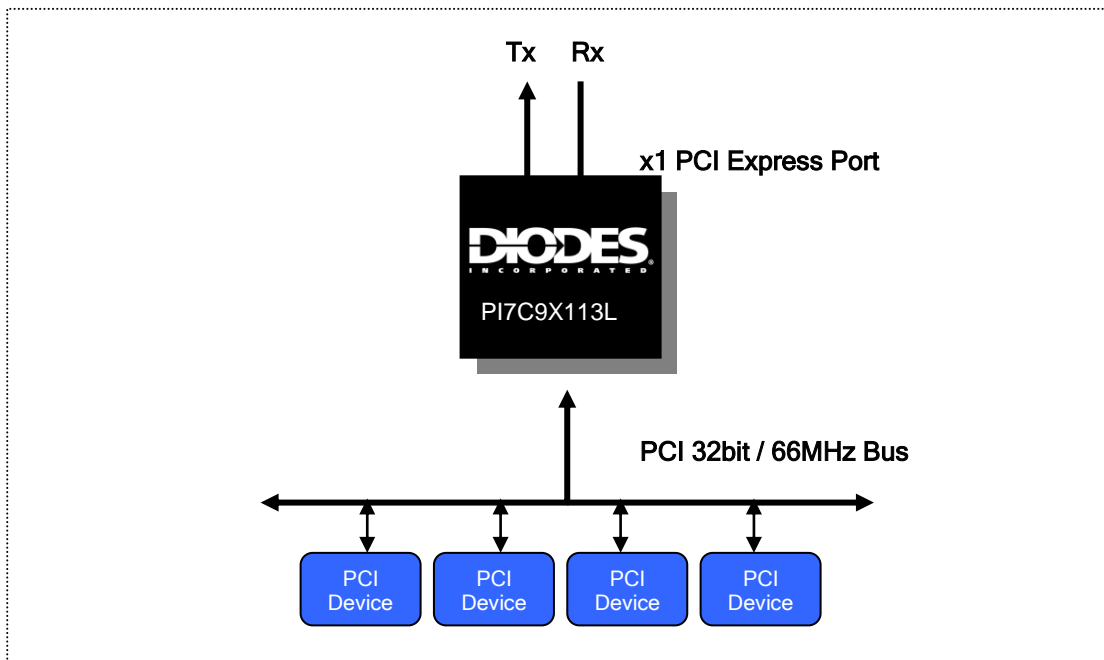 Tx Rx
x1 PCI Express Port
DIODES
INCORPORATED
®
PI7C9X113L
PCI 32bit / 66MHz Bus
PCI
Device
PCI
Device
PCI
Device
PCI
Device